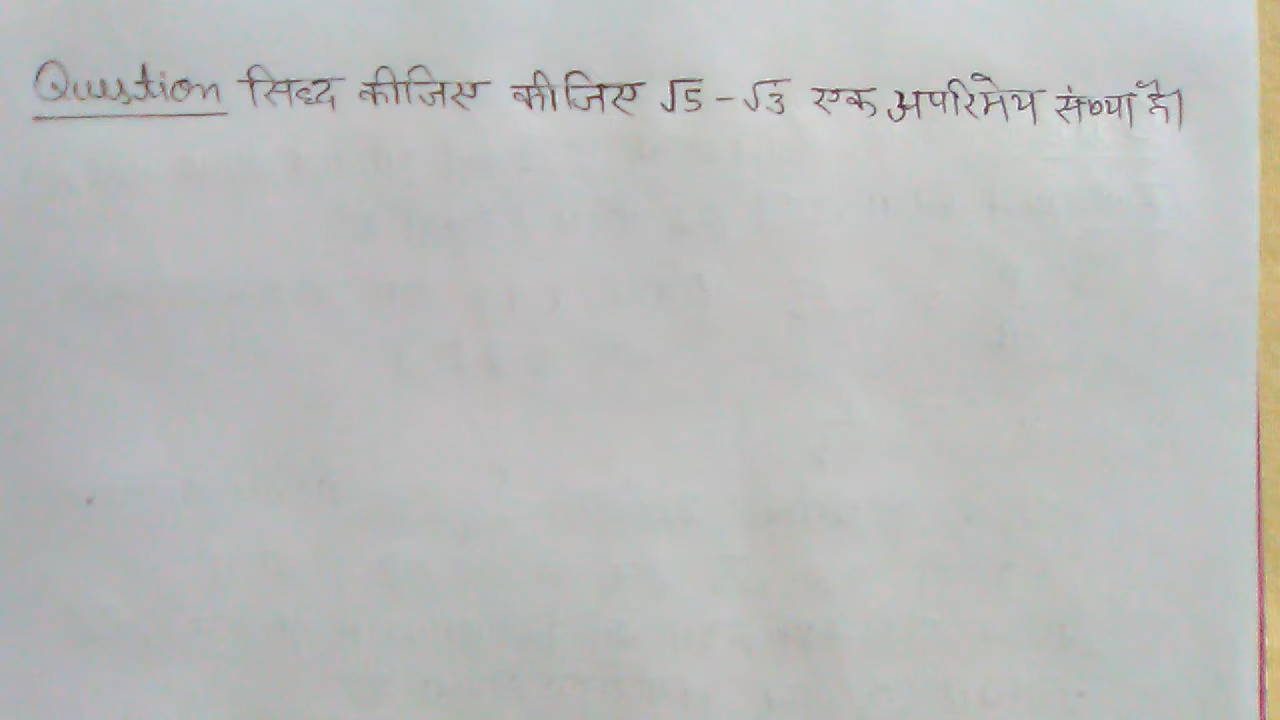 Question सिध्द कीजिए कीजिए √5 - √3 एक अपरिमेय संख्या है।